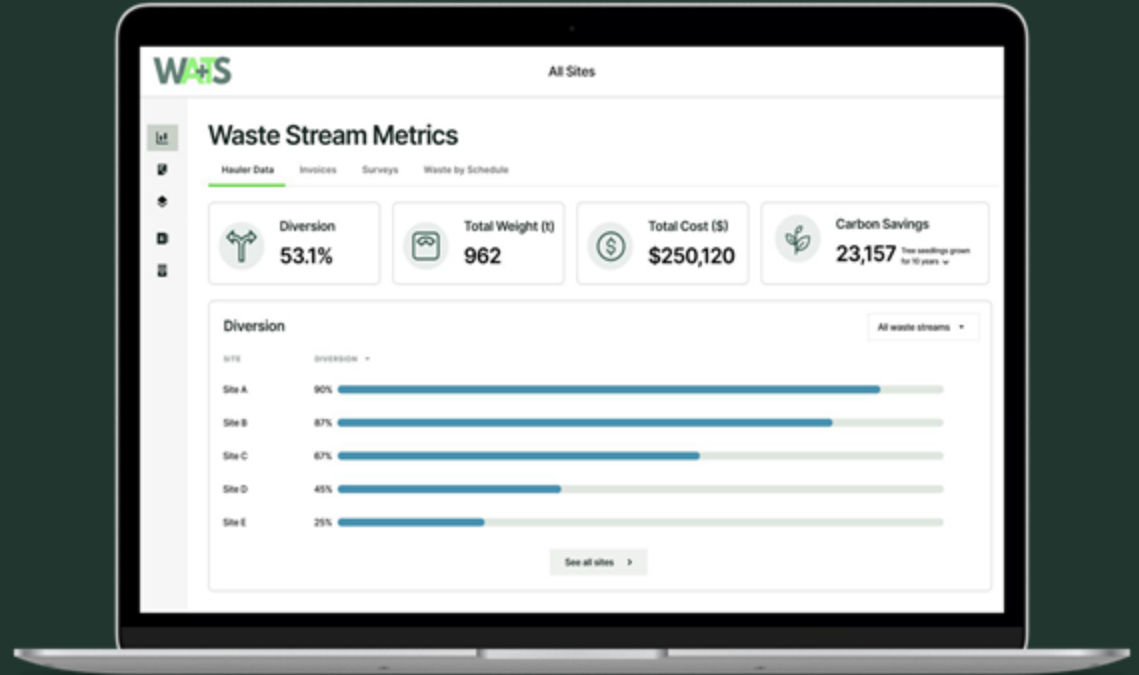 WATS
All Sites
Waste Stream Metrics
Hauler Data Invoices Surveys Waste by Schedule
Diversion
53.1%
Total Weight (t)
962
Total Cost ($)
$250,120
Carbon Savings
23,157 Tree seedlings grown
for 10 years
Diversion
All waste streams
SITE DIVERSION
Site A 90%
Site B 87%
Site C 67%
Site D 45%
Site E 25%
See all sites